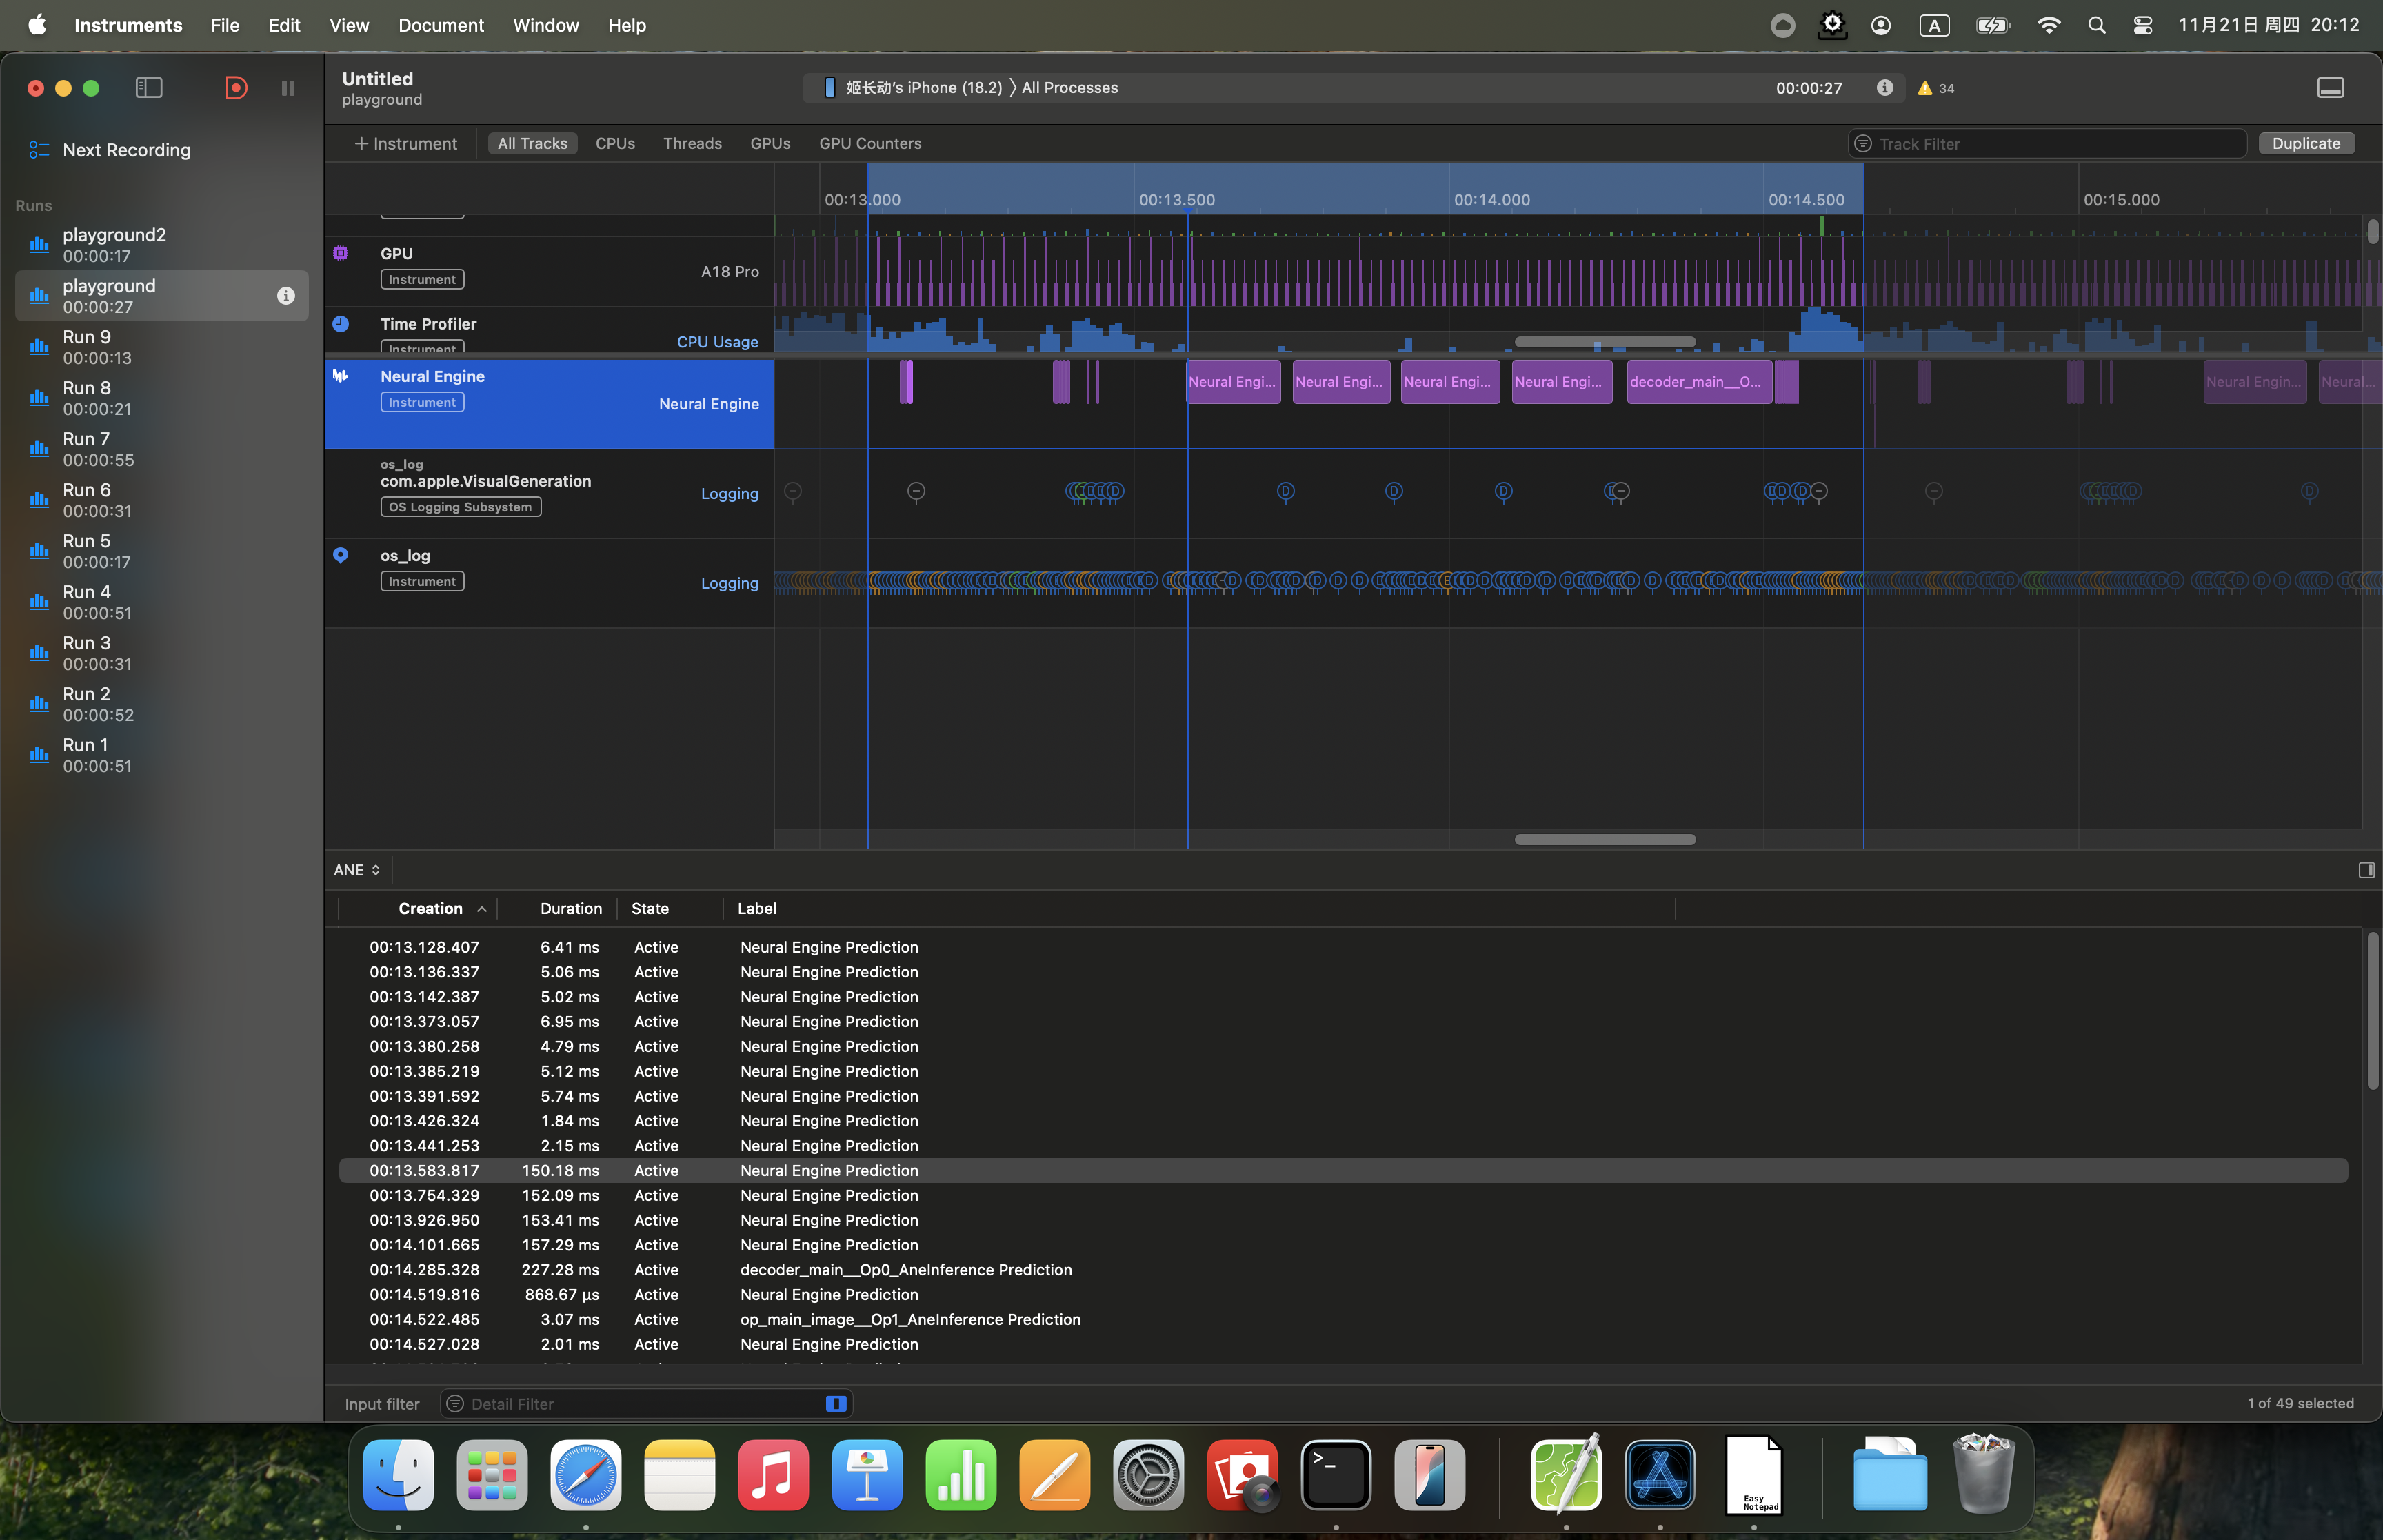 Instruments File Edit View Document Window Help
A 11月21日 周四 20:12
Untitled
playground
姬长动's iPhone (18.2) 〉All Processes 00:00:27 34
Next Recording
Runs
playground2
00:00:17
playground
00:00:27
Run 9
00:00:13
Run 8
00:00:21
Run 7
00:00:55
Run 6
00:00:31
Run 5
00:00:17
Run 4
00:00:51
Run 3
00:00:31
Run 2
00:00:52
Run 1
00:00:51
+ Instrument All Tracks CPUs Threads GPUs GPU Counters Track Filter Duplicate
00:13.000 00:13.500 00:14.000 00:14.500 00:15.000
GPU
Instrument
A18 Pro
Time Profiler
Instrument
CPU Usage
Neural Engine
Instrument
Neural Engine
Neural Engi... Neural Engi... Neural Engi... Neural Engi... decoder_main__O... Neural Engin... Neural...
os_log
com.apple.VisualGeneration
OS Logging Subsystem
Logging
os_log
Instrument
Logging
ANE
Creation Duration State Label
00:13.128.407 6.41 ms Active Neural Engine Prediction
00:13.136.337 5.06 ms Active Neural Engine Prediction
00:13.142.387 5.02 ms Active Neural Engine Prediction
00:13.373.057 6.95 ms Active Neural Engine Prediction
00:13.380.258 4.79 ms Active Neural Engine Prediction
00:13.385.219 5.12 ms Active Neural Engine Prediction
00:13.391.592 5.74 ms Active Neural Engine Prediction
00:13.426.324 1.84 ms Active Neural Engine Prediction
00:13.441.253 2.15 ms Active Neural Engine Prediction
00:13.583.817 150.18 ms Active Neural Engine Prediction
00:13.754.329 152.09 ms Active Neural Engine Prediction
00:13.926.950 153.41 ms Active Neural Engine Prediction
00:14.101.665 157.29 ms Active Neural Engine Prediction
00:14.285.328 227.28 ms Active decoder_main__Op0_AneInference Prediction
00:14.519.816 868.67 µs Active Neural Engine Prediction
00:14.522.485 3.07 ms Active op_main_image__Op1_AneInference Prediction
00:14.527.028 2.01 ms Active Neural Engine Prediction
Input filter Detail Filter 1 of 49 selected
Easy
Notepad